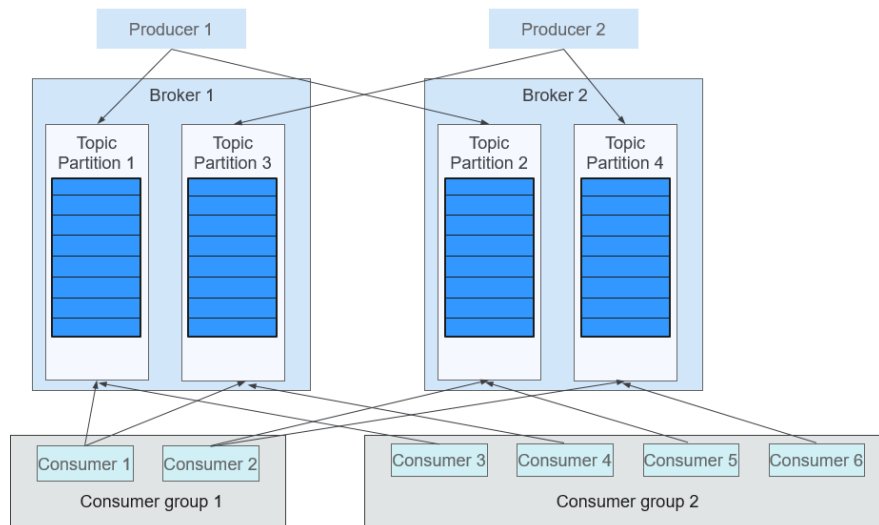 Producer 1
Producer 2
Broker 1
Broker 2
Topic
Partition 1
Topic
Partition 3
Topic
Partition 2
Topic
Partition 4
Consumer 1
Consumer 2
Consumer 3
Consumer 4
Consumer 5
Consumer 6
Consumer group 1
Consumer group 2